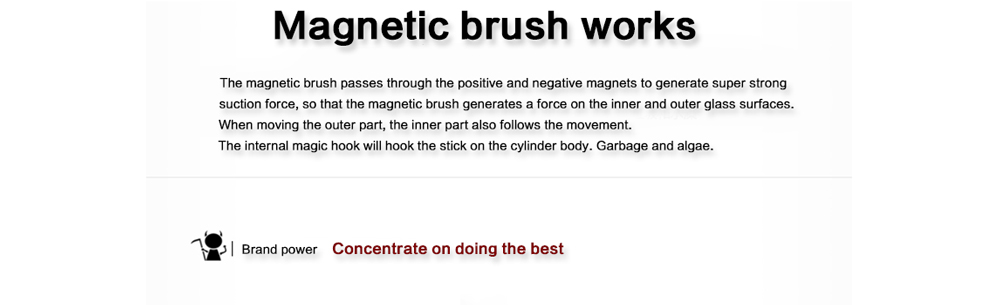 Magnetic brush works
The magnetic brush passes through the positive and negative magnets to generate super strong
suction force, so that the magnetic brush generates a force on the inner and outer glass surfaces.
When moving the outer part, the inner part also follows the movement.
The internal magic hook will hook the stick on the cylinder body. Garbage and algae.
Brand power Concentrate on doing the best